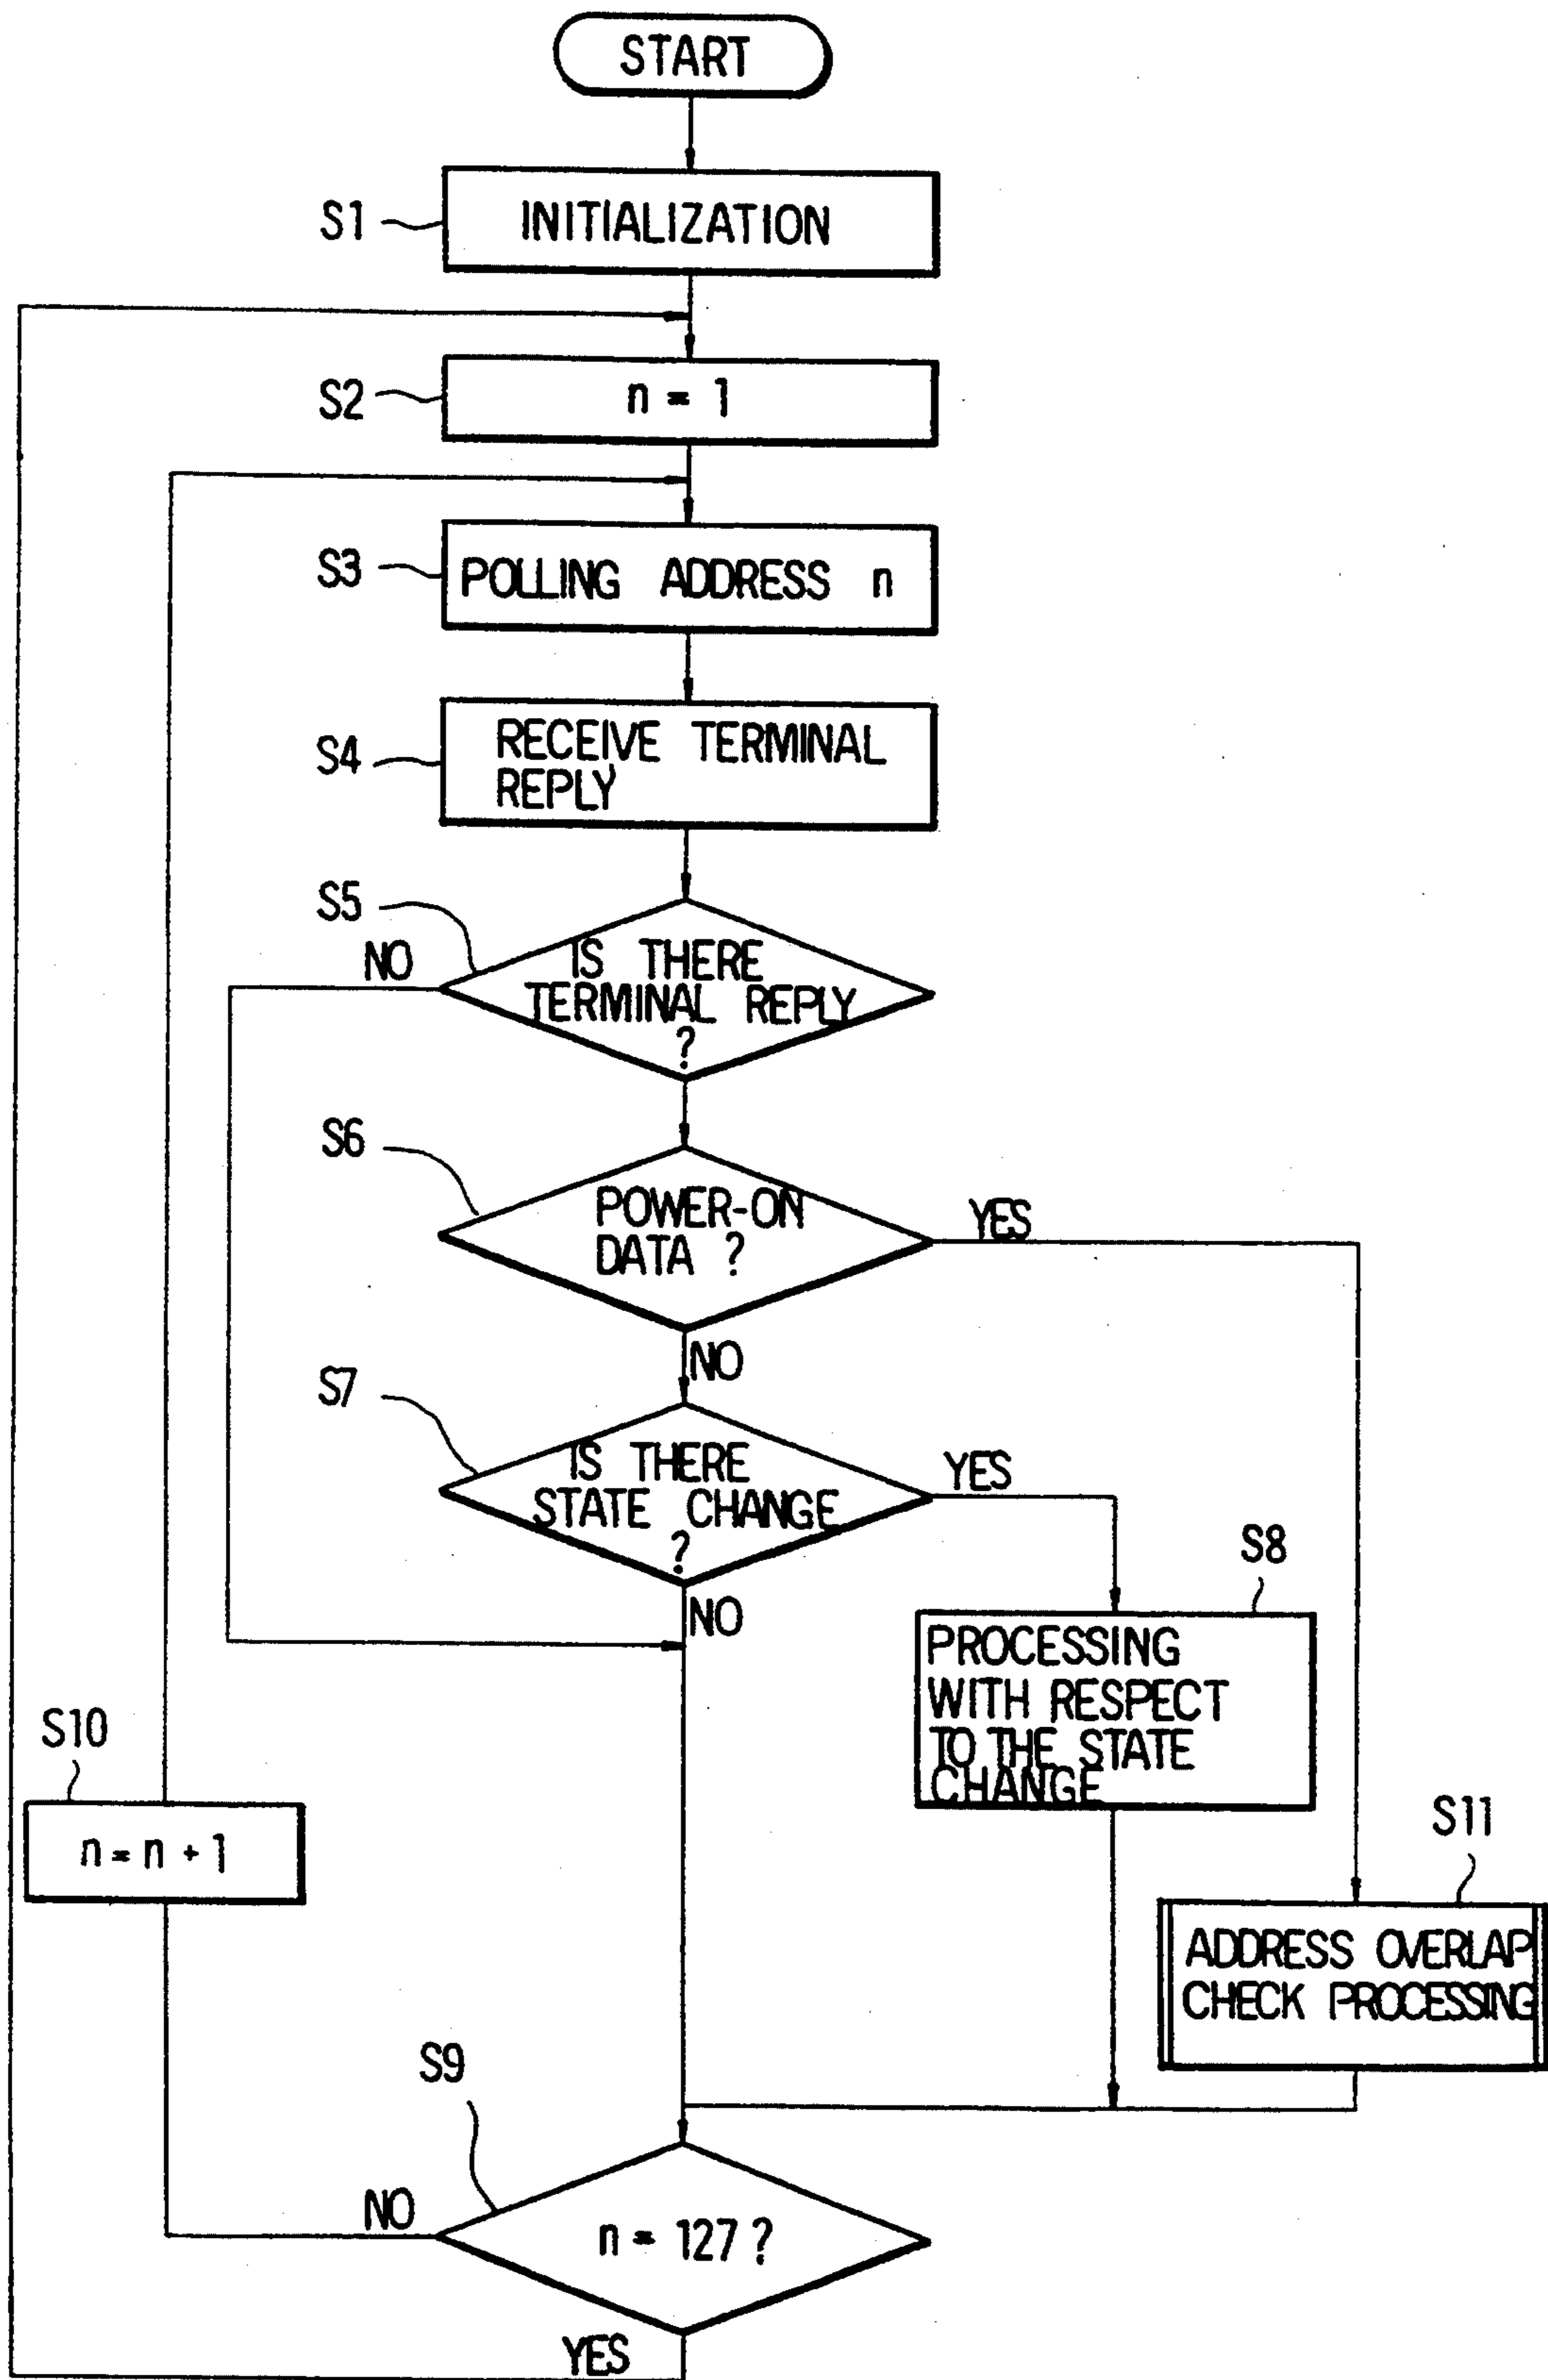 START
S1
INITIALIZATION
S2
n = 1
S3
POLLING ADDRESS n
S4
RECEIVE TERMINAL
REPLY
S5
NO
IS THERE
TERMINAL REPLY
?
S6
POWER-ON
DATA ?
YES
NO
S7
IS THERE
STATE CHANGE
?
YES
NO
S8
PROCESSING
WITH RESPECT
TO THE STATE
CHANGE
S10
n = n + 1
S11
ADDRESS OVERLAP
CHECK PROCESSING
S9
NO
n = 127 ?
YES